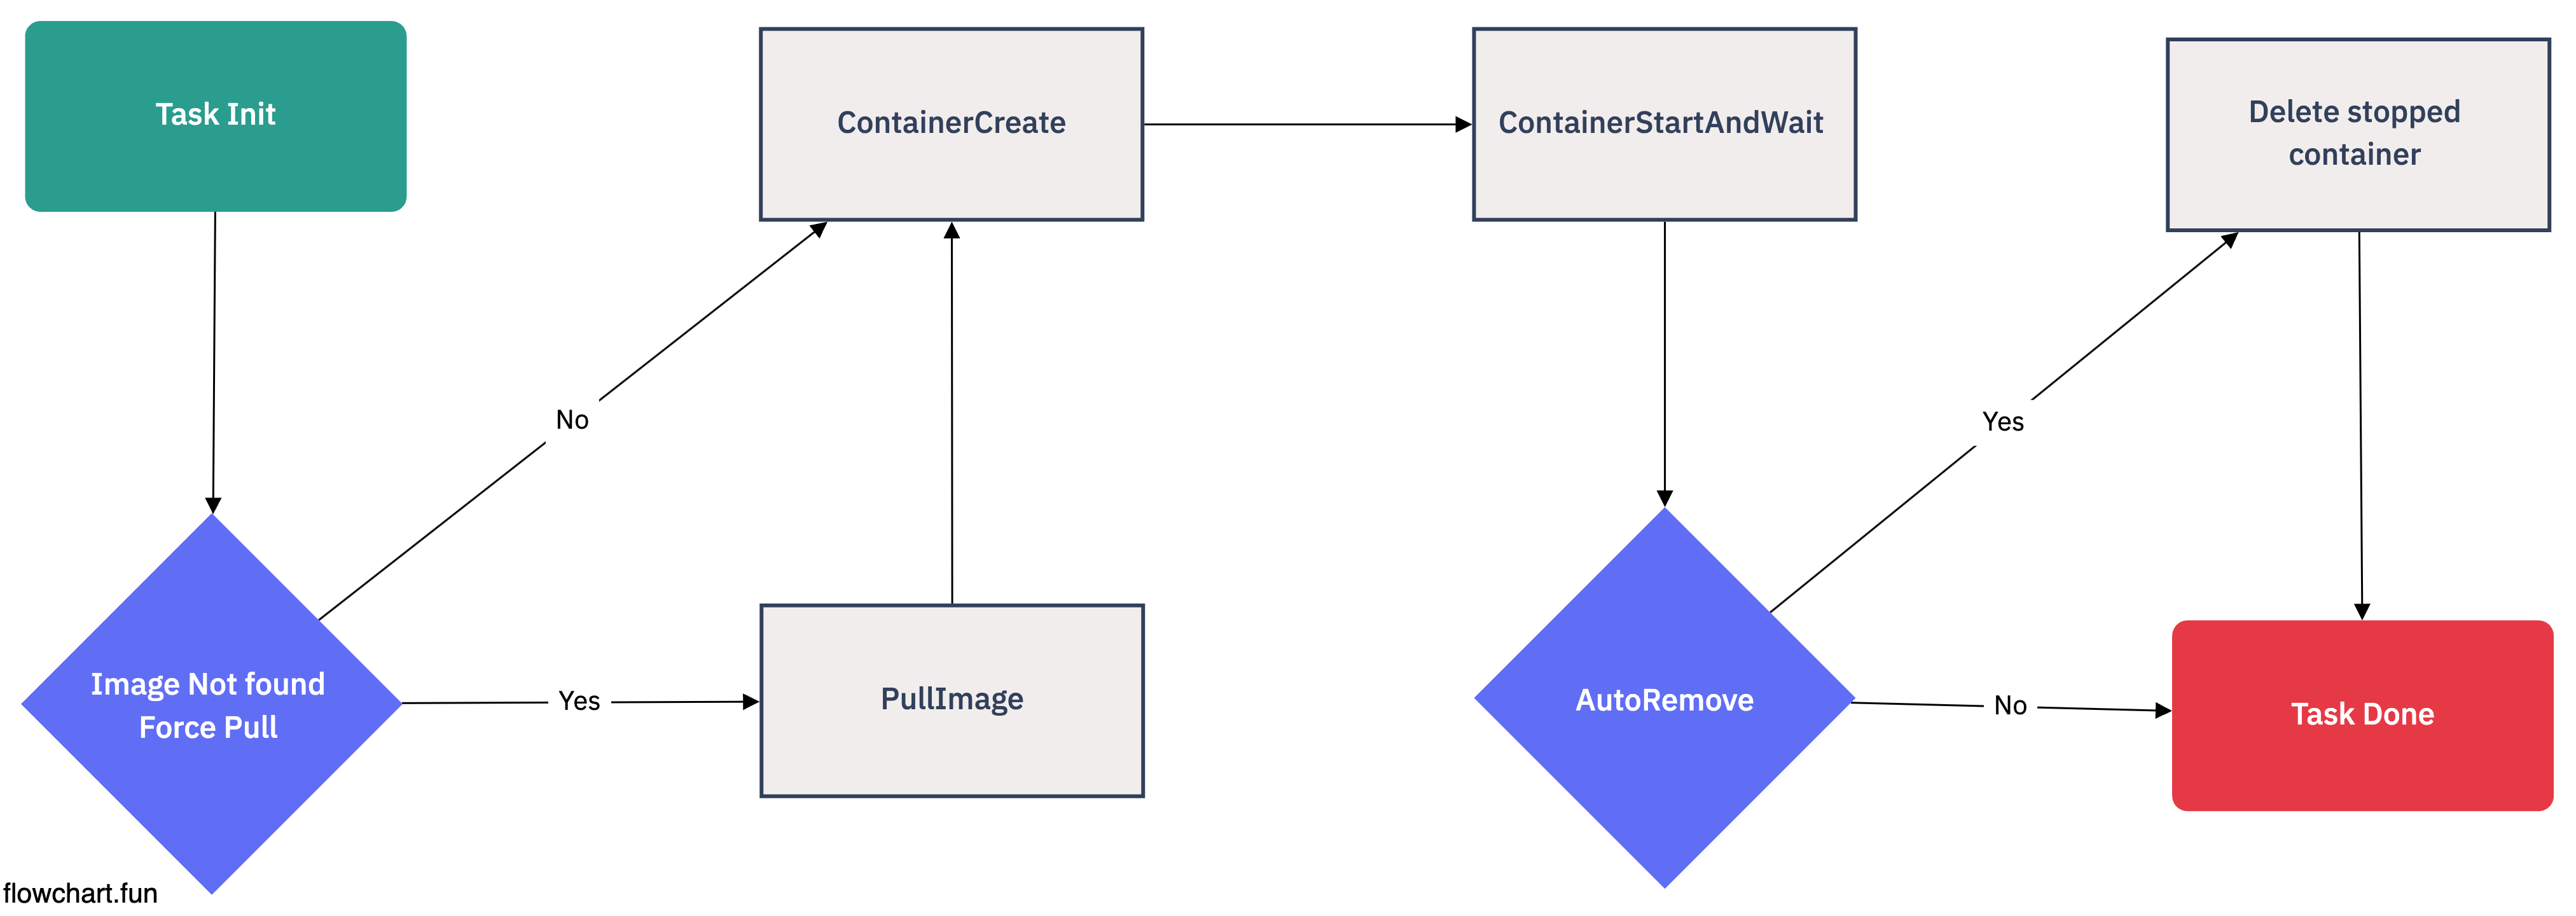 Task Init
ContainerCreate
ContainerStartAndWait
Delete stopped
container
No
Yes
Image Not found
Force Pull
Yes
PullImage
AutoRemove
No
Task Done
flowchart.fun